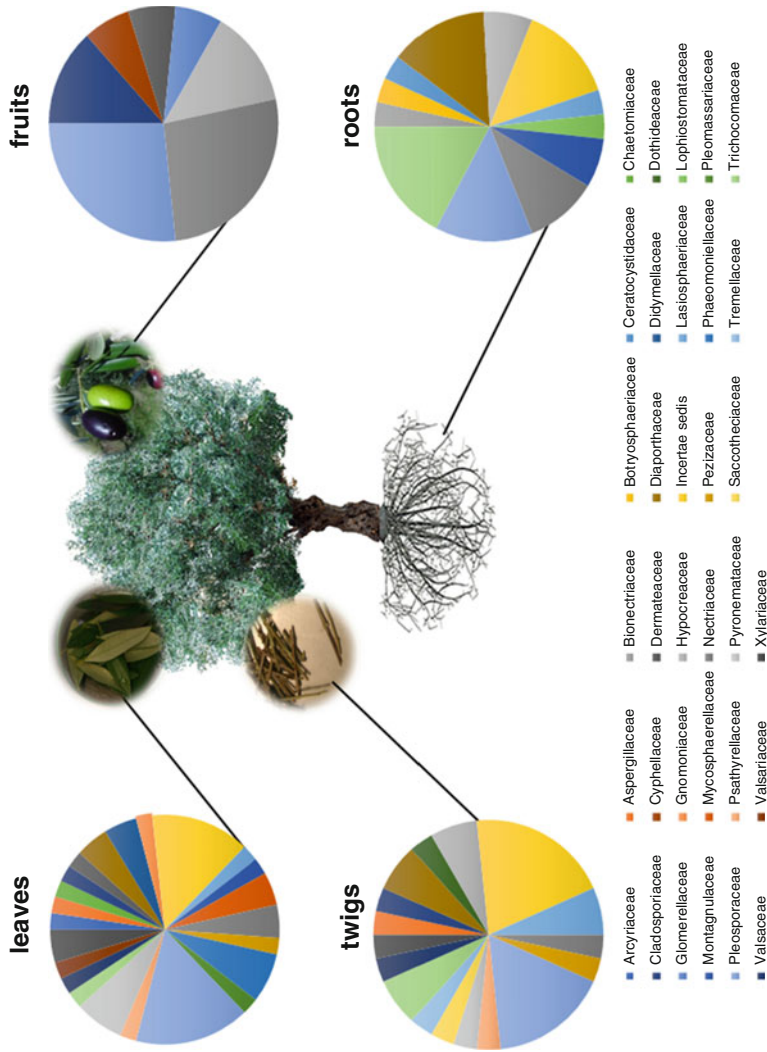 leaves fruits
twigs roots
Arcyriaceae Aspergillaceae Bionectriaceae Botryosphaeriaceae Ceratocystidaceae Chaetomiaceae
Cladosporiaceae Cyphellaceae Dermateaceae Diaporthaceae Didymellaceae Dothideaceae
Glomerellaceae Gnomoniaceae Hypocreaceae Incertae sedis Lasiosphaeriaceae Lophiostomataceae
Montagnulaceae Mycosphaerellaceae Nectriaceae Pezizaceae Phaeomoniellaceae Pleomassariaceae
Pleosporaceae Psathyrellaceae Pyronemataceae Saccotheciaceae Tremellaceae Trichocomaceae
Valsaceae Valsariaceae Xylariaceae